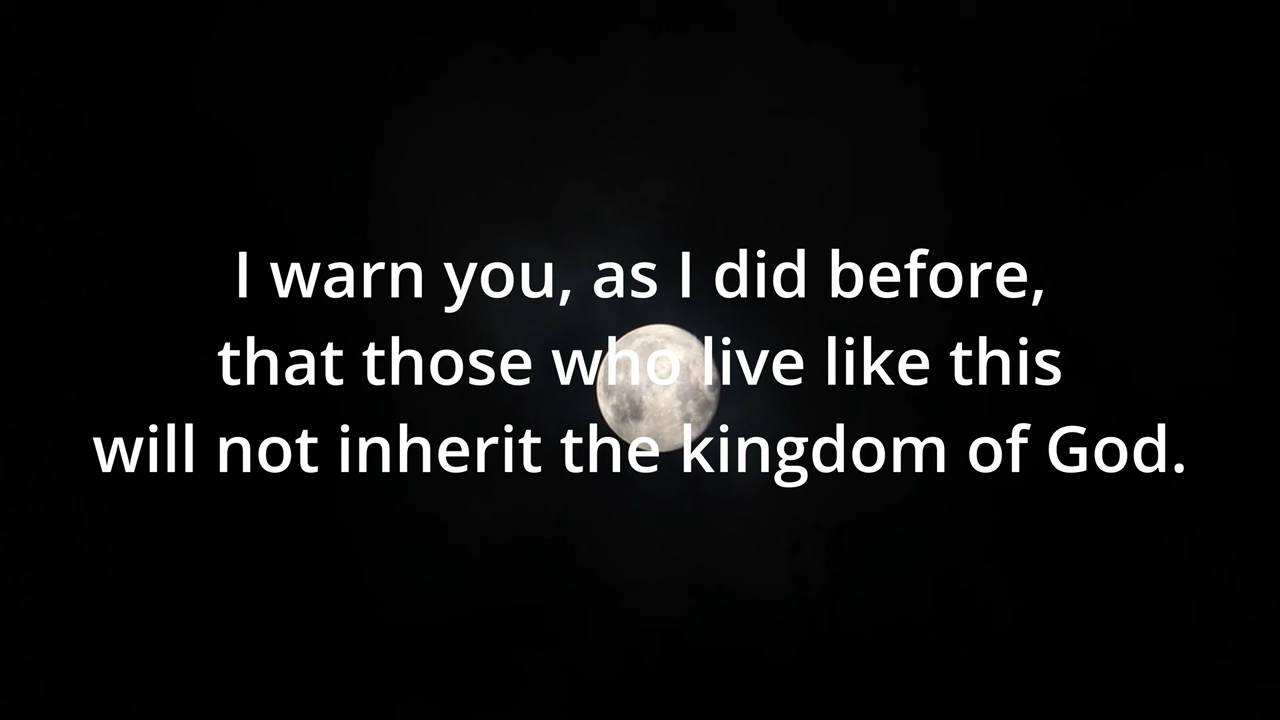 I warn you, as I did before,
that those who live like this
will not inherit the kingdom of God.